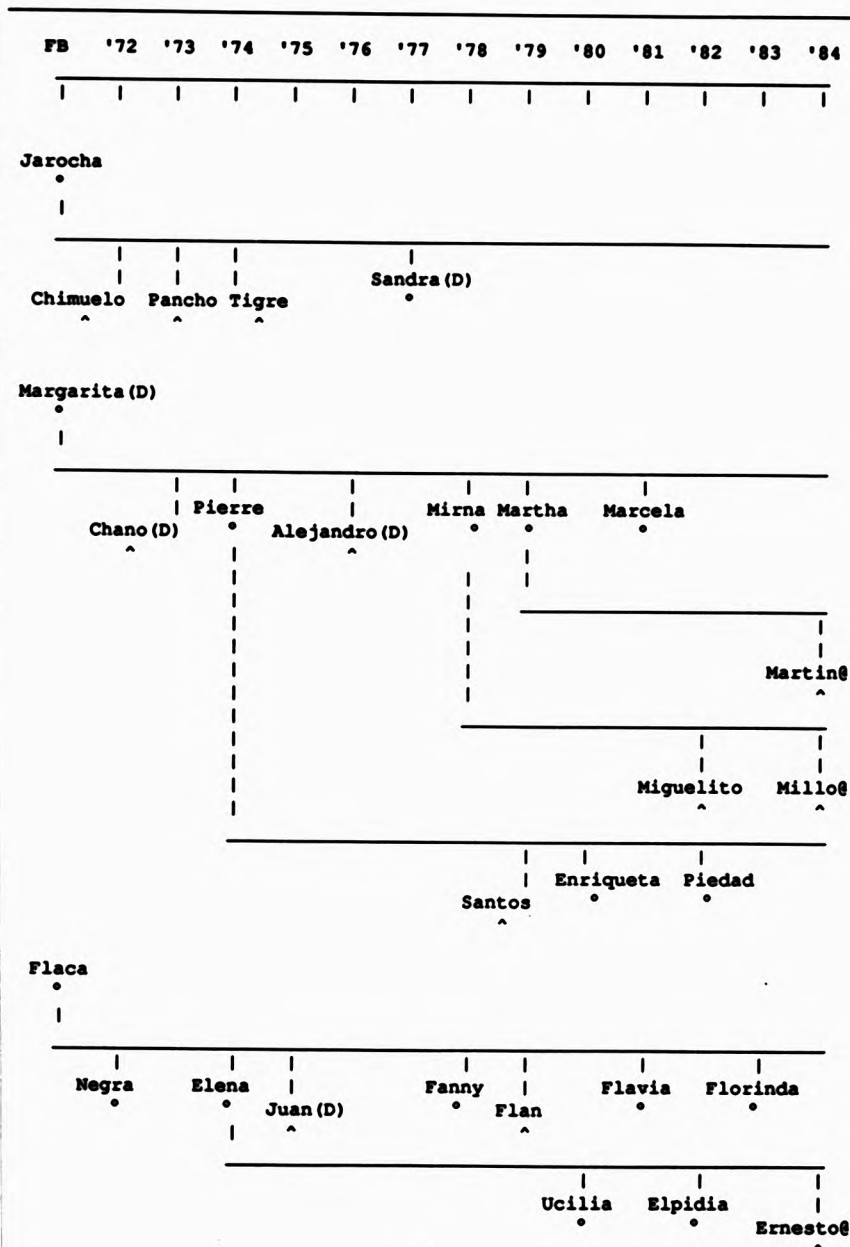 FB '72 '73 '74 '75 '76 '77 '78 '79 '80 '81 '82 '83 '84
Jarocha
Sandra(D)
Chimuelo Pancho Tigre
Margarita(D)
Pierre Mirna Martha Marcela
Chano(D) Alejandro(D)
Martin@
Miguelito Millo@
Enriqueta Piedad
Santos
Flaca
Negra Elena Fanny Flavia Florinda
Juan(D) Flan
Ucilia Elpidia
Ernesto@